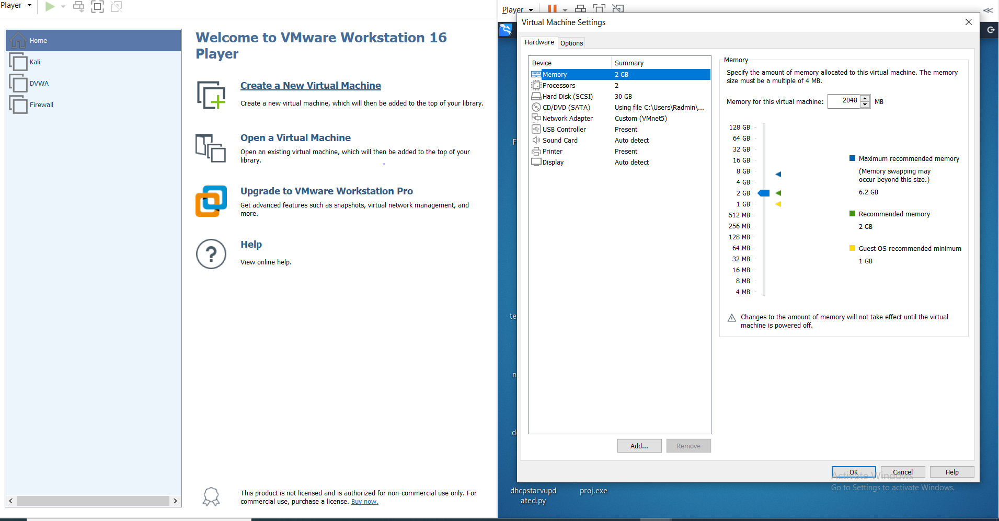 Player
Home
Kali
DVWA
Firewall
Welcome to VMware Workstation 16
Player
Create a New Virtual Machine
Create a new virtual machine, which will then be added to the top of your library.
Open a Virtual Machine
Open an existing virtual machine, which will then be added to the top of your
library.
Upgrade to VMware Workstation Pro
Get advanced features such as snapshots, virtual network management, and
more.
?
Help
View online help.
This product is not licensed and is authorized for non-commercial use only. For
commercial use, purchase a license. Buy now.
Player
Virtual Machine Settings
Hardware Options
Device Summary
Memory 2 GB
Processors 2
Hard Disk (SCSI) 30 GB
CD/DVD (SATA) Using file C:\Users\Radmin\...
Network Adapter Custom (VMnet5)
USB Controller Present
Sound Card Auto detect
Printer Present
Display Auto detect
Add... Remove
Memory
Specify the amount of memory allocated to this virtual machine. The memory
size must be a multiple of 4 MB.
Memory for this virtual machine: 2048 MB
128 GB
64 GB
32 GB
16 GB
8 GB
4 GB
2 GB
1 GB
512 MB
256 MB
128 MB
64 MB
32 MB
16 MB
8 MB
4 MB
Maximum recommended memory
(Memory swapping may
occur beyond this size.)
6.2 GB
Recommended memory
2 GB
Guest OS recommended minimum
1 GB
Changes to the amount of memory will not take effect until the virtual
machine is powered off.
OK Cancel Help
Activate Windows
Go to Settings to activate Windows.
F
te
n
dhcpstarvupd
ated.py
proj.exe